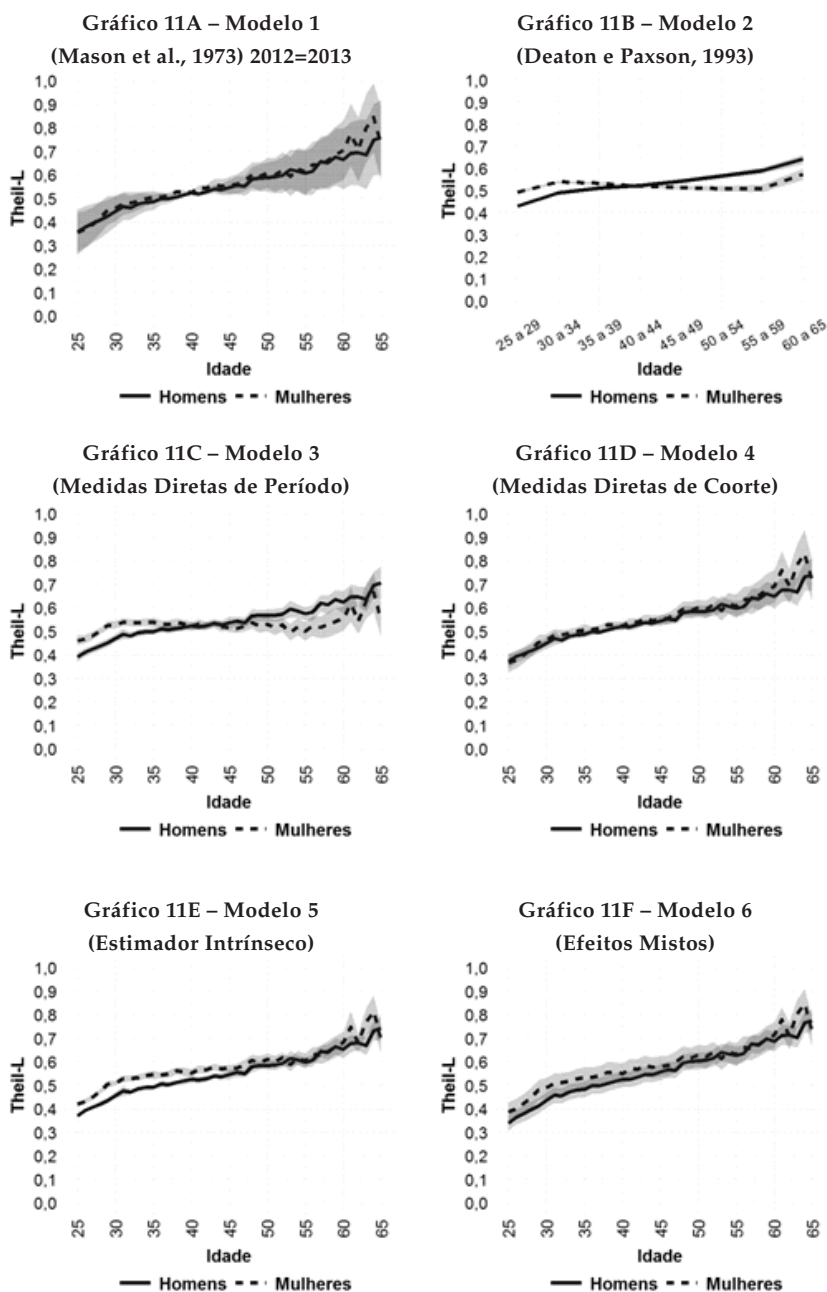 Gráfico 11A – Modelo 1
(Mason et al., 1973) 2012=2013
1,0
0,9
0,8
0,7
0,6
0,5
0,4
0,3
0,2
0,1
0,0
Theil-L
25 30 35 40 45 50 55 60 65
Idade
Homens Mulheres
Gráfico 11B – Modelo 2
(Deaton e Paxson, 1993)
1,0
0,9
0,8
0,7
0,6
0,5
0,4
0,3
0,2
0,1
0,0
Theil-L
25 a 29 30 a 34 35 a 39 40 a 44 45 a 49 50 a 54 55 a 59 60 a 65
Idade
Homens Mulheres
Gráfico 11C – Modelo 3
(Medidas Diretas de Período)
1,0
0,9
0,8
0,7
0,6
0,5
0,4
0,3
0,2
0,1
0,0
Theil-L
25 30 35 40 45 50 55 60 65
Idade
Homens Mulheres
Gráfico 11D – Modelo 4
(Medidas Diretas de Coorte)
1,0
0,9
0,8
0,7
0,6
0,5
0,4
0,3
0,2
0,1
0,0
Theil-L
25 30 35 40 45 50 55 60 65
Idade
Homens Mulheres
Gráfico 11E – Modelo 5
(Estimador Intrínseco)
1,0
0,9
0,8
0,7
0,6
0,5
0,4
0,3
0,2
0,1
0,0
Theil-L
25 30 35 40 45 50 55 60 65
Idade
Homens Mulheres
Gráfico 11F – Modelo 6
(Efeitos Mistos)
1,0
0,9
0,8
0,7
0,6
0,5
0,4
0,3
0,2
0,1
0,0
Theil-L
25 30 35 40 45 50 55 60 65
Idade
Homens Mulheres